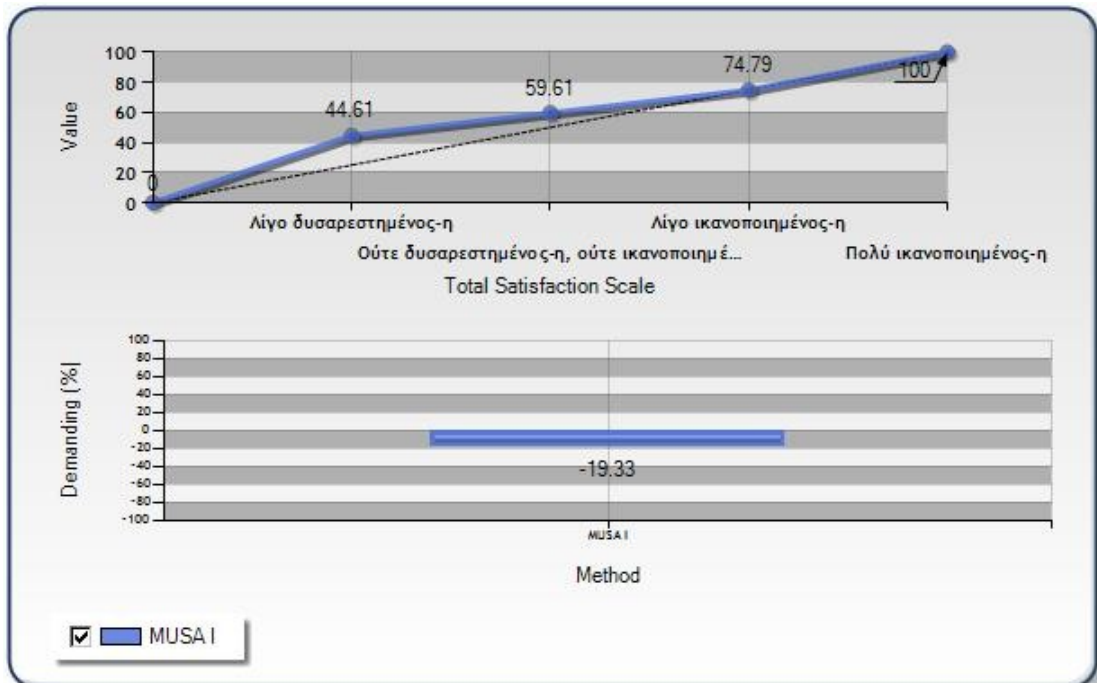 100
80
60
40
20
0
Value
0
44.61
59.61
74.79
100
Λίγο δυσαρεστημένος-η
Λίγο ικανοποιημένος-η
Ούτε δυσαρεστημένος-η, ούτε ικανοποιημέ...
Πολύ ικανοποιημένος-η
Total Satisfaction Scale
100
80
60
40
20
0
-20
-40
-60
-80
-100
Demanding (%)
-19.33
MUSA I
Method
MUSA I